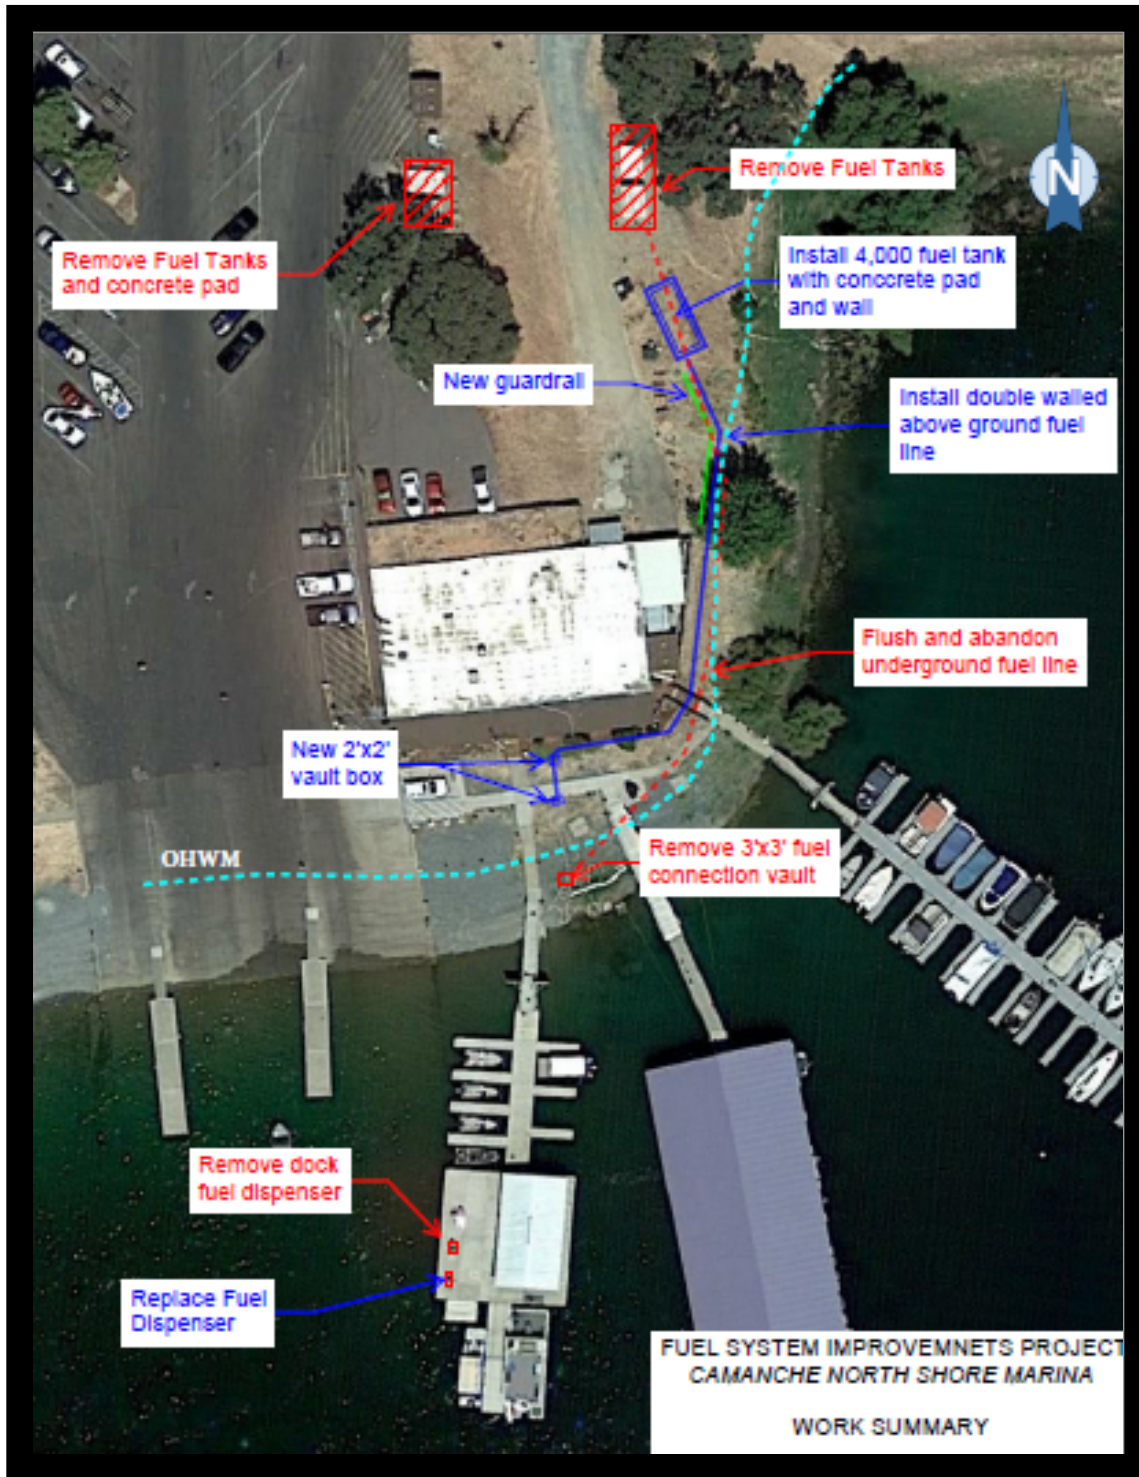 N
Remove Fuel Tanks
Remove Fuel Tanks
and concrete pad
Install 4,000 fuel tank
with conccrete pad
and wall
New guardrail
Install double walled
above ground fuel
line
Flush and abandon
underground fuel line
New 2'x2'
vault box
OHWM
Remove 3'x3' fuel
connection vault
Remove dock
fuel dispenser
Replace Fuel
Dispenser
FUEL SYSTEM IMPROVEMNETS PROJECT
CAMANCHE NORTH SHORE MARINA
WORK SUMMARY